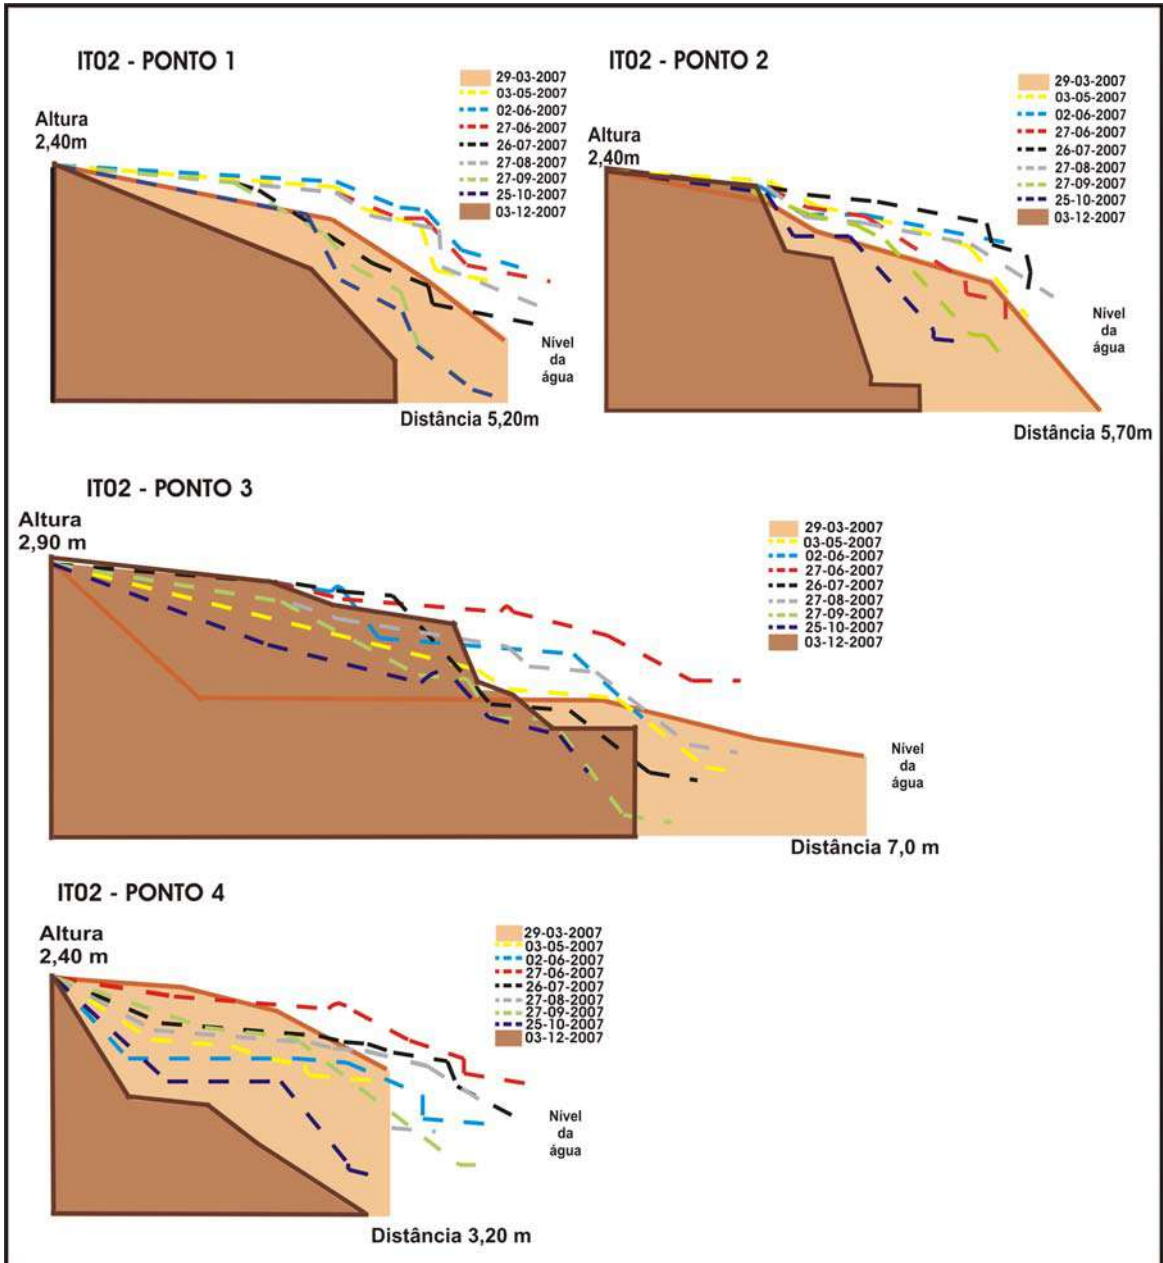 IT02 - PONTO 1
Altura
2,40m
29-03-2007
03-05-2007
02-06-2007
27-06-2007
26-07-2007
27-08-2007
27-09-2007
25-10-2007
03-12-2007
Nível
da
água
Distância 5,20m
IT02 - PONTO 2
Altura
2,40m
29-03-2007
03-05-2007
02-06-2007
27-06-2007
26-07-2007
27-08-2007
27-09-2007
25-10-2007
03-12-2007
Nível
da
água
Distância 5,70m
IT02 - PONTO 3
Altura
2,90 m
29-03-2007
03-05-2007
02-06-2007
27-06-2007
26-07-2007
27-08-2007
27-09-2007
25-10-2007
03-12-2007
Nível
da
água
Distância 7,0 m
IT02 - PONTO 4
Altura
2,40 m
29-03-2007
03-05-2007
02-06-2007
27-06-2007
26-07-2007
27-08-2007
27-09-2007
25-10-2007
03-12-2007
Nível
da
água
Distância 3,20 m